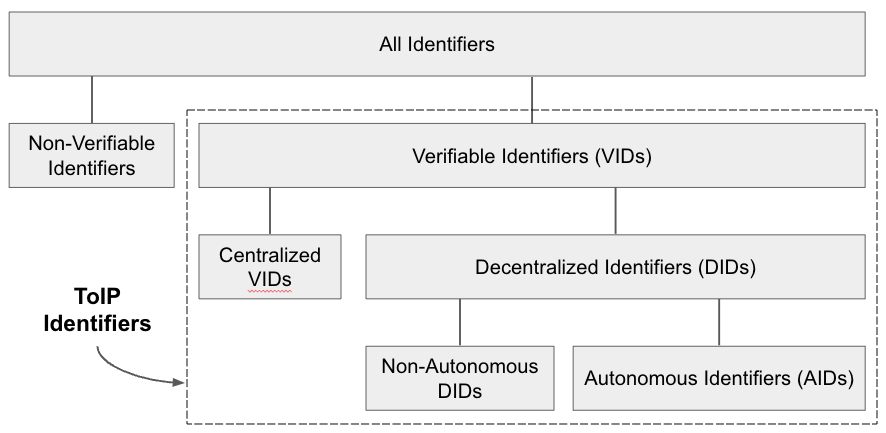 All Identifiers
Non-Verifiable
Identifiers
Verifiable Identifiers (VIDs)
Centralized
VIDs
Decentralized Identifiers (DIDs)
ToIP
Identifiers
Non-Autonomous
DIDs
Autonomous Identifiers (AIDs)